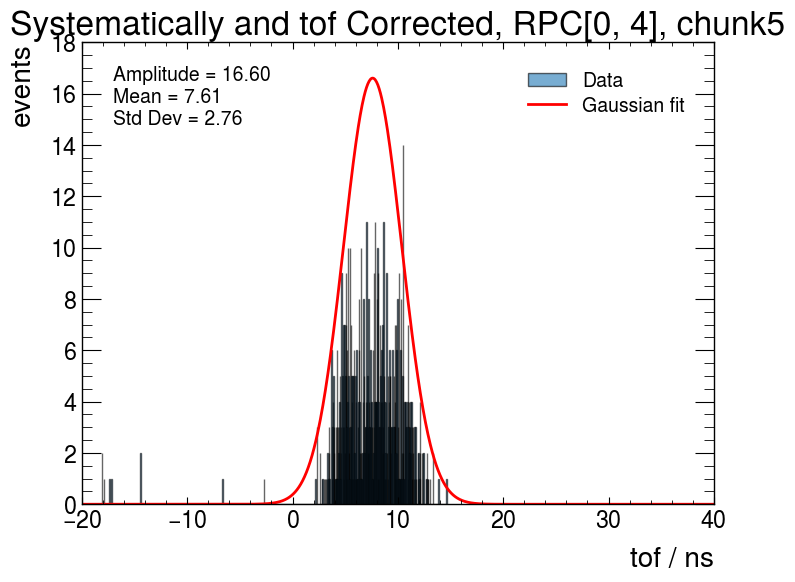 Systematically and tof Corrected, RPC[0, 4], chunk5
events
18
16
14
12
10
8
6
4
2
0
Amplitude = 16.60
Mean = 7.61
Std Dev = 2.76
Data
Gaussian fit
−20
−10
0
10
20
30
40
tof / ns